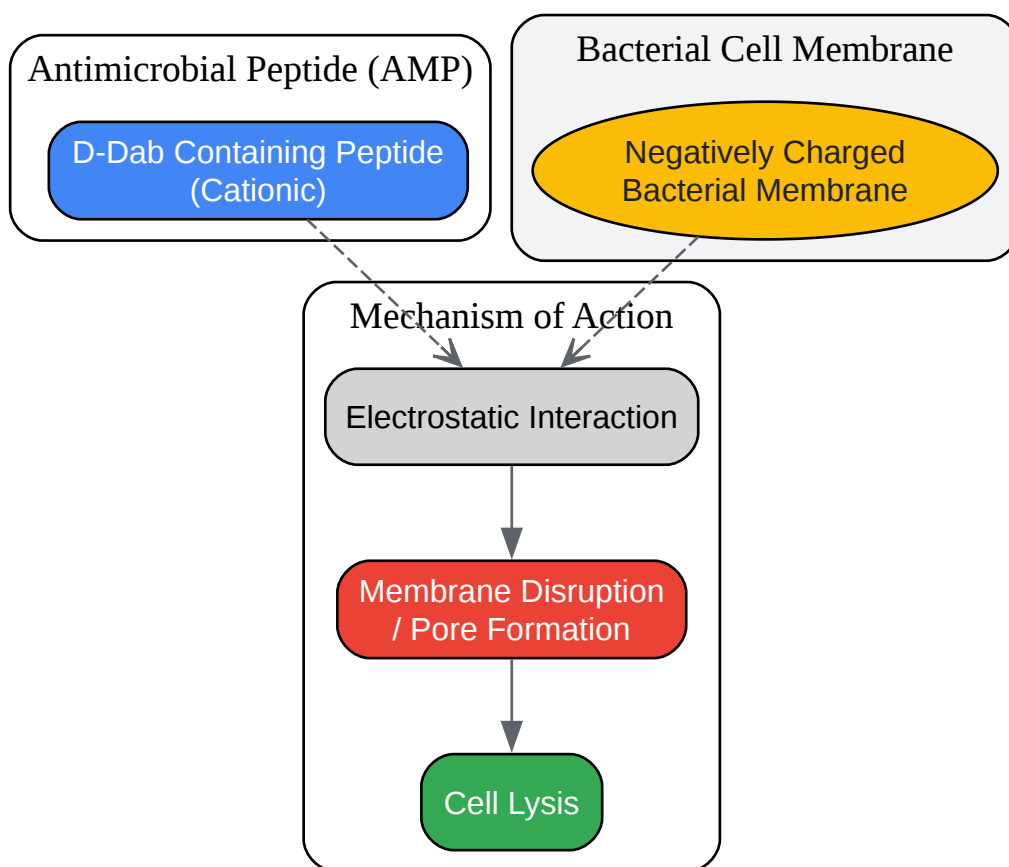 Antimicrobial Peptide (AMP)
D-Dab Containing Peptide
(Cationic)
Bacterial Cell Membrane
Negatively Charged
Bacterial Membrane
Mechanism of Action
Electrostatic Interaction
Membrane Disruption
/ Pore Formation
Cell Lysis